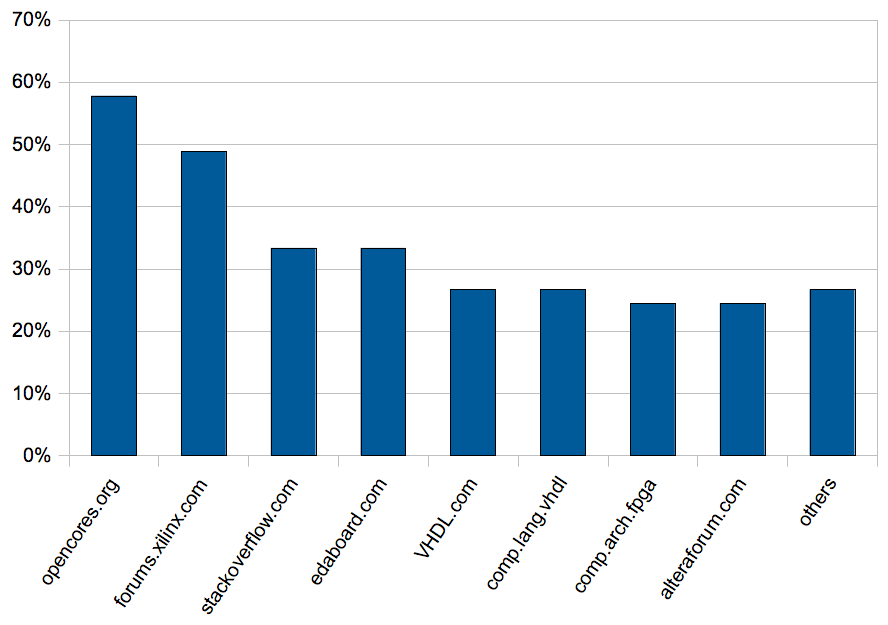 70%
60%
50%
40%
30%
20%
10%
0%
opencores.org
forums.xilinx.com
stackoverflow.com
edaboard.com
VHDL.com
comp.lang.vhdl
comp.arch.fpga
alteraforum.com
others